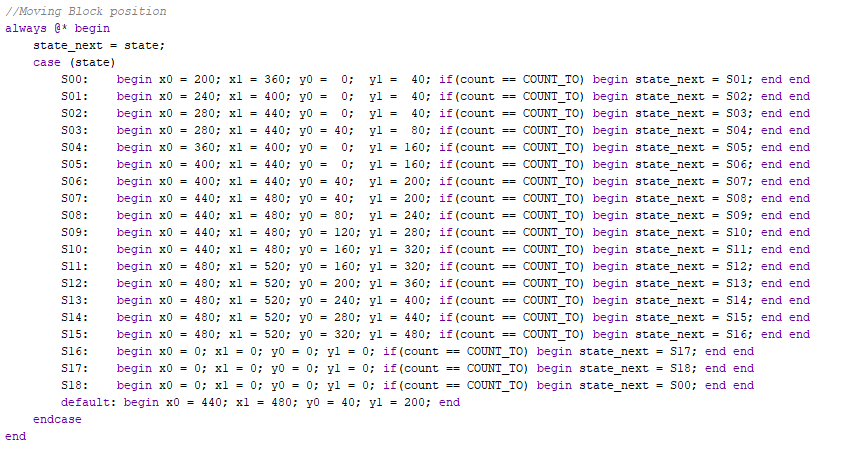 //Moving Block position
always @* begin
    state_next = state;
    case (state)
        S00:    begin x0 = 200; x1 = 360; y0 =  0;  y1 =  40; if(count == COUNT_TO) begin state_next = S01; end end
        S01:    begin x0 = 240; x1 = 400; y0 =  0;  y1 =  40; if(count == COUNT_TO) begin state_next = S02; end end
        S02:    begin x0 = 280; x1 = 440; y0 =  0;  y1 =  40; if(count == COUNT_TO) begin state_next = S03; end end
        S03:    begin x0 = 280; x1 = 440; y0 = 40;  y1 =  80; if(count == COUNT_TO) begin state_next = S04; end end
        S04:    begin x0 = 360; x1 = 400; y0 =  0;  y1 = 160; if(count == COUNT_TO) begin state_next = S05; end end
        S05:    begin x0 = 400; x1 = 440; y0 =  0;  y1 = 160; if(count == COUNT_TO) begin state_next = S06; end end
        S06:    begin x0 = 400; x1 = 440; y0 = 40;  y1 = 200; if(count == COUNT_TO) begin state_next = S07; end end
        S07:    begin x0 = 440; x1 = 480; y0 = 40;  y1 = 200; if(count == COUNT_TO) begin state_next = S08; end end
        S08:    begin x0 = 440; x1 = 480; y0 = 80;  y1 = 240; if(count == COUNT_TO) begin state_next = S09; end end
        S09:    begin x0 = 440; x1 = 480; y0 = 120; y1 = 280; if(count == COUNT_TO) begin state_next = S10; end end
        S10:    begin x0 = 440; x1 = 480; y0 = 160; y1 = 320; if(count == COUNT_TO) begin state_next = S11; end end
        S11:    begin x0 = 480; x1 = 520; y0 = 160; y1 = 320; if(count == COUNT_TO) begin state_next = S12; end end
        S12:    begin x0 = 480; x1 = 520; y0 = 200; y1 = 360; if(count == COUNT_TO) begin state_next = S13; end end
        S13:    begin x0 = 480; x1 = 520; y0 = 240; y1 = 400; if(count == COUNT_TO) begin state_next = S14; end end
        S14:    begin x0 = 480; x1 = 520; y0 = 280; y1 = 440; if(count == COUNT_TO) begin state_next = S15; end end
        S15:    begin x0 = 480; x1 = 520; y0 = 320; y1 = 480; if(count == COUNT_TO) begin state_next = S16; end end
        S16:    begin x0 = 0; x1 = 0; y0 = 0; y1 = 0; if(count == COUNT_TO) begin state_next = S17; end end
        S17:    begin x0 = 0; x1 = 0; y0 = 0; y1 = 0; if(count == COUNT_TO) begin state_next = S18; end end
        S18:    begin x0 = 0; x1 = 0; y0 = 0; y1 = 0; if(count == COUNT_TO) begin state_next = S00; end end
        default: begin x0 = 440; x1 = 480; y0 = 40; y1 = 200; end
    endcase
end